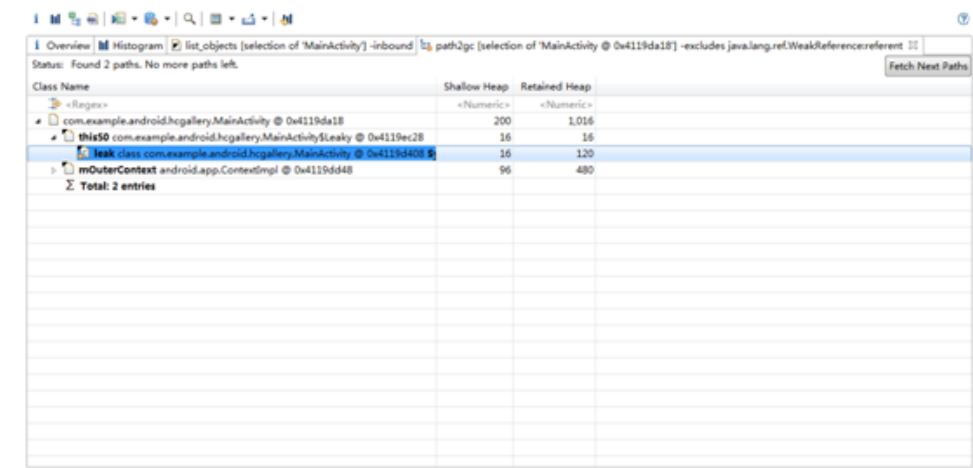 i Overview Histogram list_objects [selection of 'MainActivity'] -inbound path2gc [selection of 'MainActivity @ 0x4119da18'] -excludes java.lang.ref.WeakReference:referent
Status: Found 2 paths. No more paths left. Fetch Next Paths
Class Name Shallow Heap Retained Heap
<Regex> <Numeric> <Numeric>
com.example.android.hcgallery.MainActivity @ 0x4119da18 200 1,016
this$0 com.example.android.hcgallery.MainActivity$Leaky @ 0x4119ec28 16 16
leak class com.example.android.hcgallery.MainActivity @ 0x4119d408 S 16 120
mOuterContext android.app.ContextImpl @ 0x4119dd48 96 480
Σ Total: 2 entries